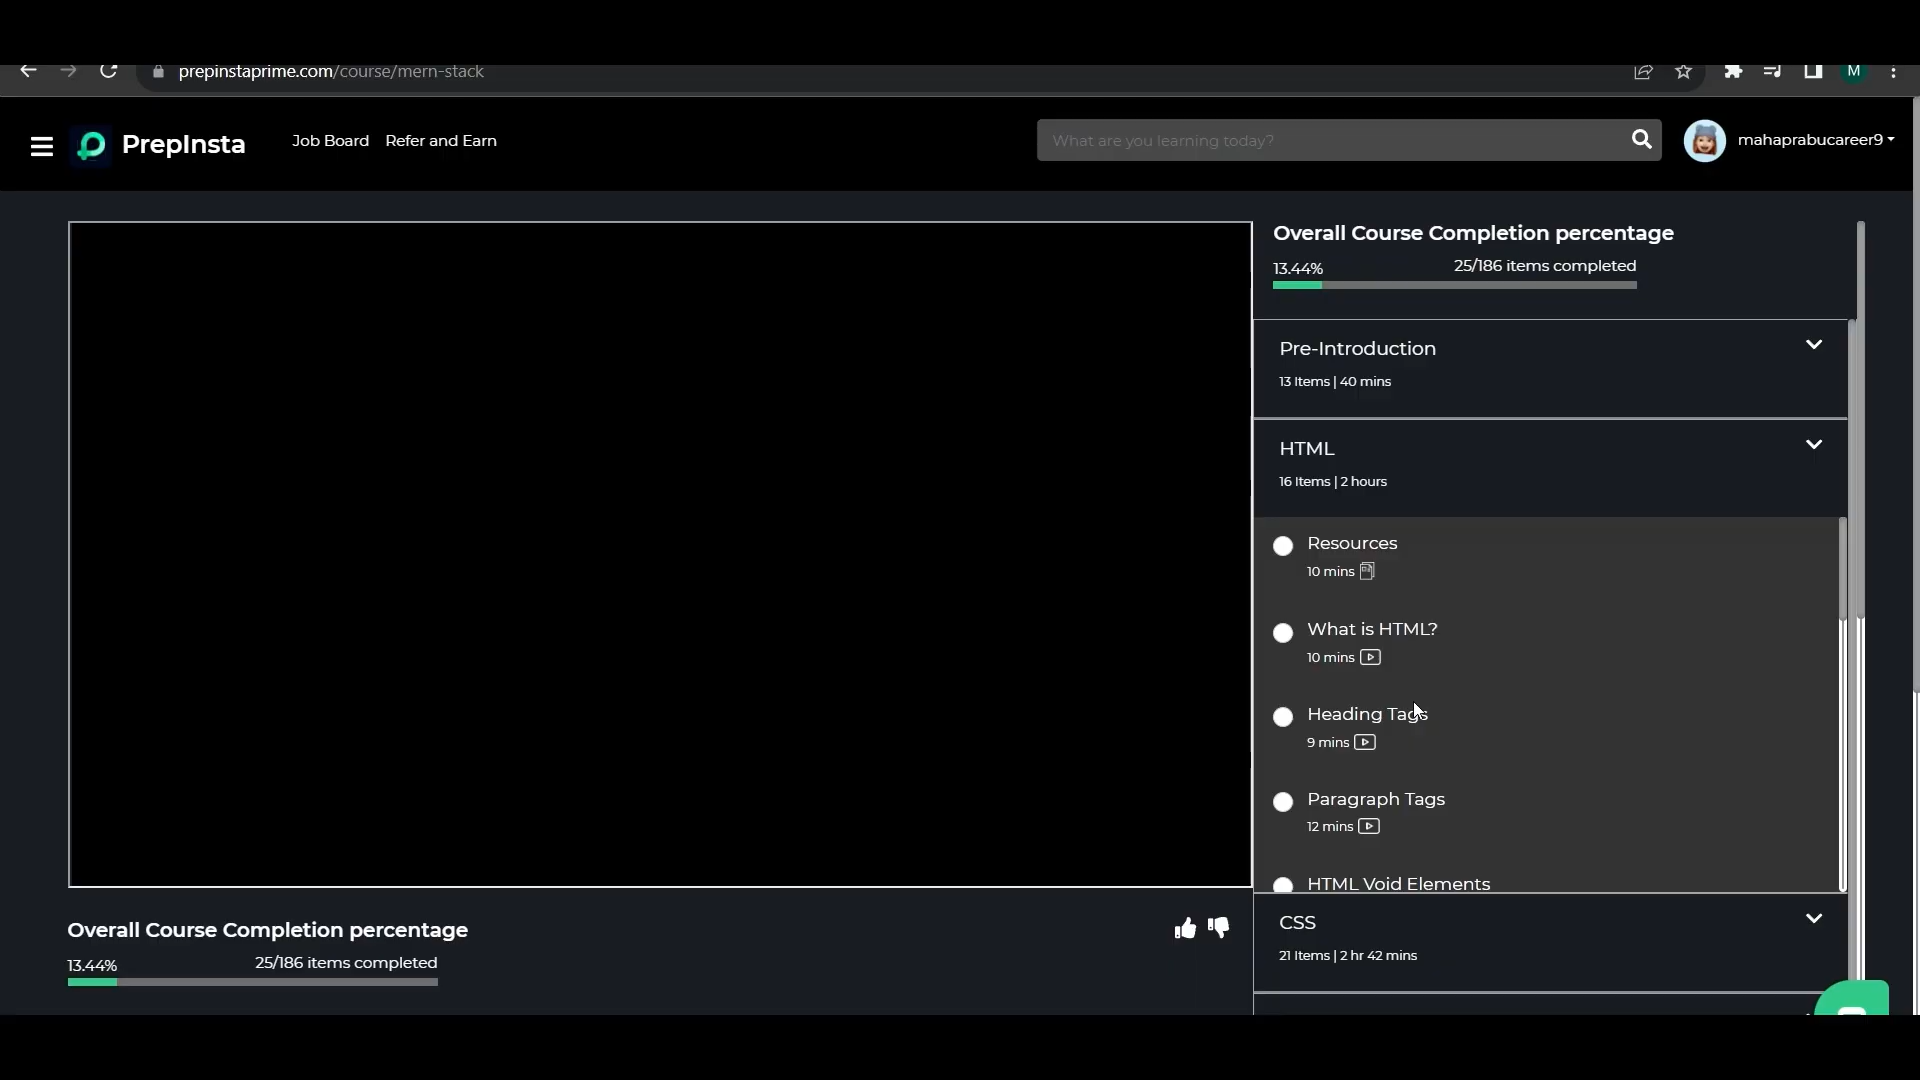 prepinstaprime.com/course/mern-stack
M
PrepInsta
Job Board
Refer and Earn
What are you learning today?
mahaprabucareer9
Overall Course Completion percentage
13.44%
25/186 items completed
Pre-Introduction
13 Items | 40 mins
HTML
16 Items | 2 hours
Resources
10 mins
What is HTML?
10 mins
Heading Tags
9 mins
Paragraph Tags
12 mins
HTML Void Elements
CSS
21 Items | 2 hr 42 mins
Overall Course Completion percentage
13.44%
25/186 items completed